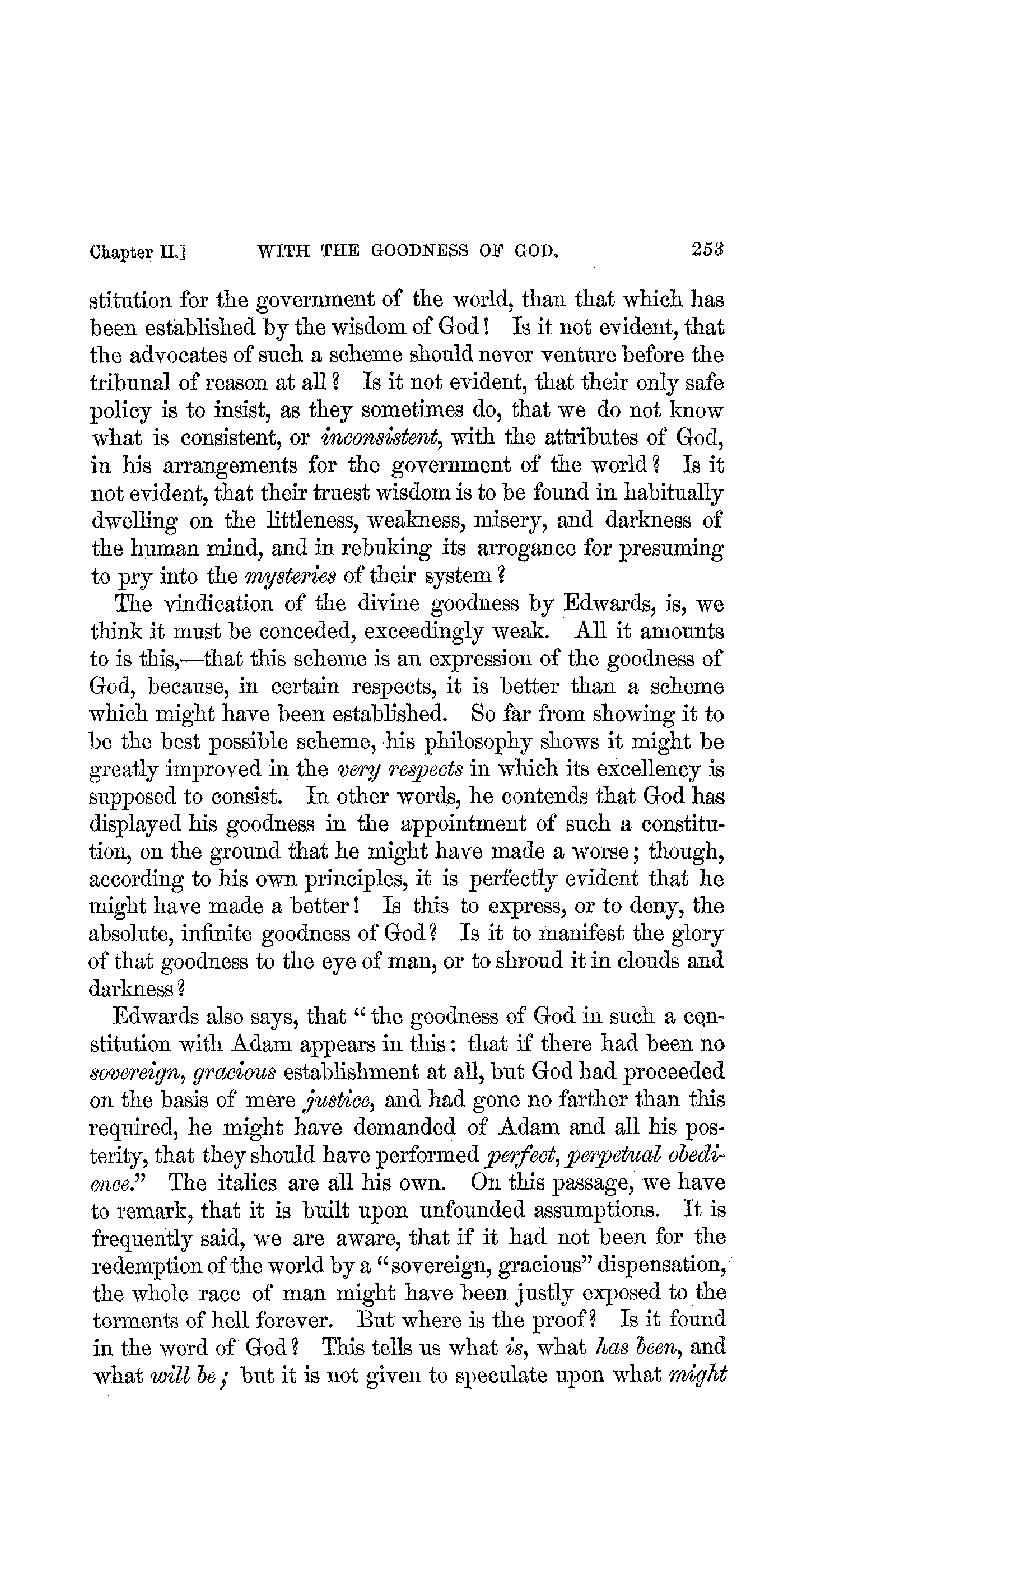 Chapter II.] WITH THE GOODNESS OF GOD. 253
stitution for the government of the world, than that which has
been established by the wisdom of God! Is it not evident, that
the advocates of such a scheme should never venture before the
tribunal of reason at all? Is it not evident, that their only safe
policy is to insist, as they sometimes do, that we do not know
what is consistent, or inconsistent, with the attributes of God,
in his arrangements for the government of the world? Is it
not evident, that their truest wisdom is to be found in habitually
dwelling on the littleness, weakness, misery, and darkness of
the human mind, and in rebuking its arrogance for presuming
to pry into the mysteries of their system?
The vindication of the divine goodness by Edwards, is, we
think it must be conceded, exceedingly weak. All it amounts
to is this,—that this scheme is an expression of the goodness of
God, because, in certain respects, it is better than a scheme
which might have been established. So far from showing it to
be the best possible scheme, his philosophy shows it might be
greatly improved in the very respects in which its excellency is
supposed to consist. In other words, he contends that God has
displayed his goodness in the appointment of such a constitu-
tion, on the ground that he might have made a worse; though,
according to his own principles, it is perfectly evident that he
might have made a better! Is this to express, or to deny, the
absolute, infinite goodness of God? Is it to manifest the glory
of that goodness to the eye of man, or to shroud it in clouds and
darkness?
Edwards also says, that "the goodness of God in such a con-
stitution with Adam appears in this: that if there had been no
sovereign, gracious establishment at all, but God had proceeded
on the basis of mere justice, and had gone no farther than this
required, he might have demanded of Adam and all his pos-
terity, that they should have performed perfect, perpetual obedi-
ence." The italics are all his own. On this passage, we have
to remark, that it is built upon unfounded assumptions. It is
frequently said, we are aware, that if it had not been for the
redemption of the world by a "sovereign, gracious" dispensation,
the whole race of man might have been justly exposed to the
torments of hell forever. But where is the proof? Is it found
in the word of God? This tells us what is, what has been, and
what will be; but it is not given to speculate upon what might